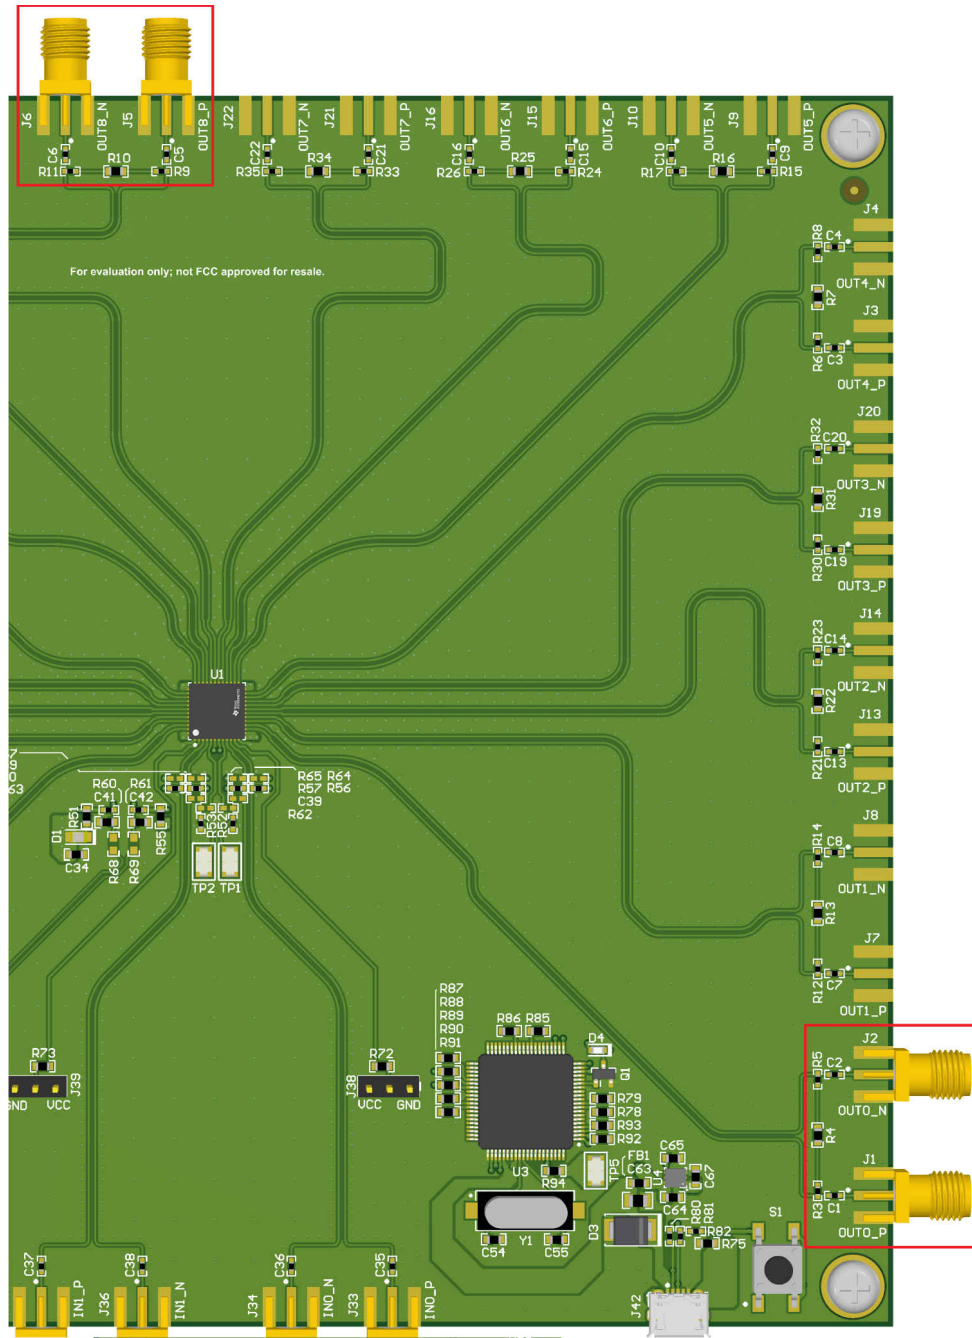 J6
OUT8_N
J5
OUT8_P
J22
OUT7_N
J21
OUT7_P
J16
OUT6_N
J15
OUT6_P
J10
OUT5_N
J9
OUT5_P
C6
C5
C22
C21
C16
C15
C10
C9
R11
R10
R9
R35
R34
R33
R26
R25
R24
R17
R16
R15
J4
R8
C4
OUT4_N
For evaluation only; not FCC approved for resale.
R7
J3
R6
C3
OUT4_P
J20
R32
C20
OUT3_N
R31
J19
R30
C19
OUT3_P
J14
R23
C14
OUT2_N
U1
R22
J13
R21
C13
OUT2_P
7
9
0
63
R60
R61
C41
C42
R65
R64
R57
R56
C39
R62
R51
R55
R53
R52
D1
C34
R68
R69
TP2
TP1
J8
R14
C8
OUT1_N
R13
J7
R12
C7
OUT1_P
R87
R88
R89
R90
R91
R86
R85
D4
Q1
R73
J39
GND
VCC
R72
J38
VCC
GND
R79
R78
R93
R92
J2
R5
C2
OUT0_N
R4
J1
R3
C1
OUT0_P
U3
R94
TP5
FB1
C63
C65
U4
C67
C64
R80
R81
R82
R75
S1
D3
Y1
C54
C55
C37
C38
C36
C35
IN1_P
J36
IN1_N
J34
IN0_N
J33
IN0_P
J42